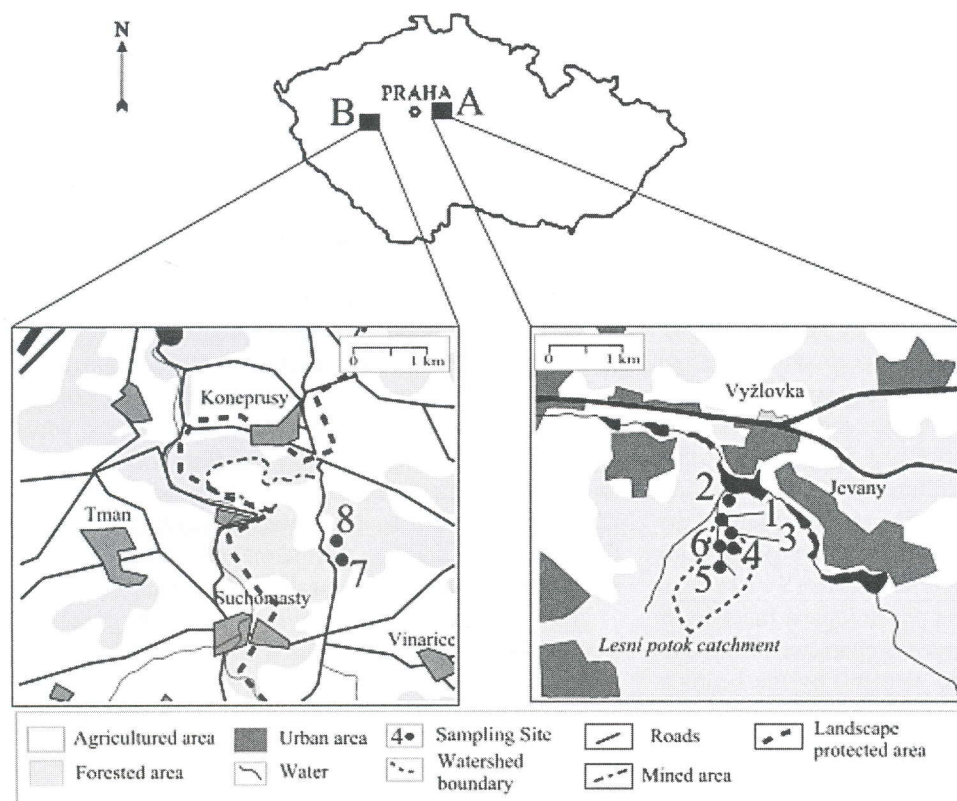 N
PRAHA
B
A
0 1 km
Koneprusy
Tman
8
7
Suchomasty
0 1 km
Vyžlovka
Jevany
2
1
3
6
4
5
Lesní potok catchment
Agricultured area
Urban area
4 Sampling Site
Roads
Landscape
protected area
Forested area
Water
Watershed
boundary
Mined area